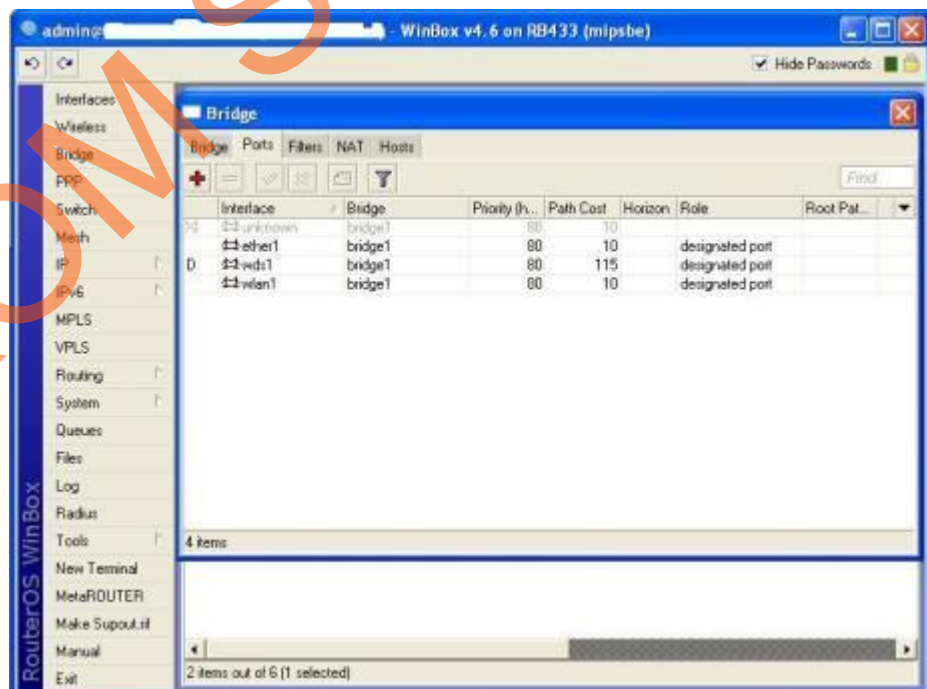 admin@ - WinBox v4.6 on RB433 (mipsbe)
Hide Passwords
Interfaces
Wireless
Bridge
PPP
Switch
Mesh
IP
IPv6
MPLS
VPLS
Routing
System
Queues
Files
Log
Radius
Tools
New Terminal
MetaROUTER
Make Supout.rif
Manual
Exit
RouterOS WinBox
Bridge
Bridge Ports Filters NAT Hosts
Find
Interface Bridge Priority (h... Path Cost Horizon Role Root Pat...
unknown bridge1 80 10
ether1 bridge1 80 10 designated port
D wds1 bridge1 80 115 designated port
wlan1 bridge1 80 10 designated port
4 items
2 items out of 6 (1 selected)